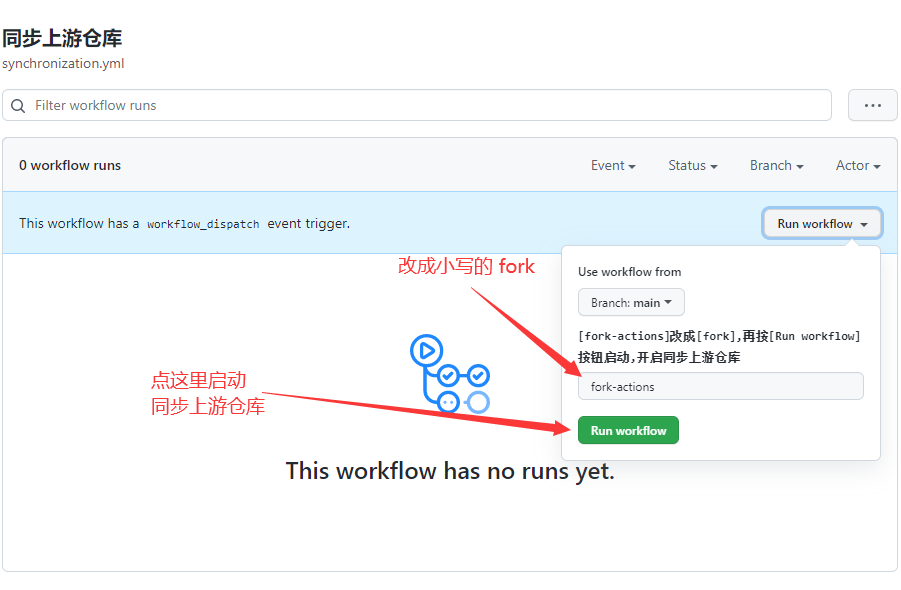 同步上游仓库
synchronization.yml
Filter workflow runs
0 workflow runs
Event
Status
Branch
Actor
This workflow has a workflow_dispatch event trigger.
Run workflow
改成小写的 fork
Use workflow from
Branch: main
[fork-actions]改成[fork],再按[Run workflow]
按钮启动,开启同步上游仓库
fork-actions
点这里启动
同步上游仓库
Run workflow
This workflow has no runs yet.